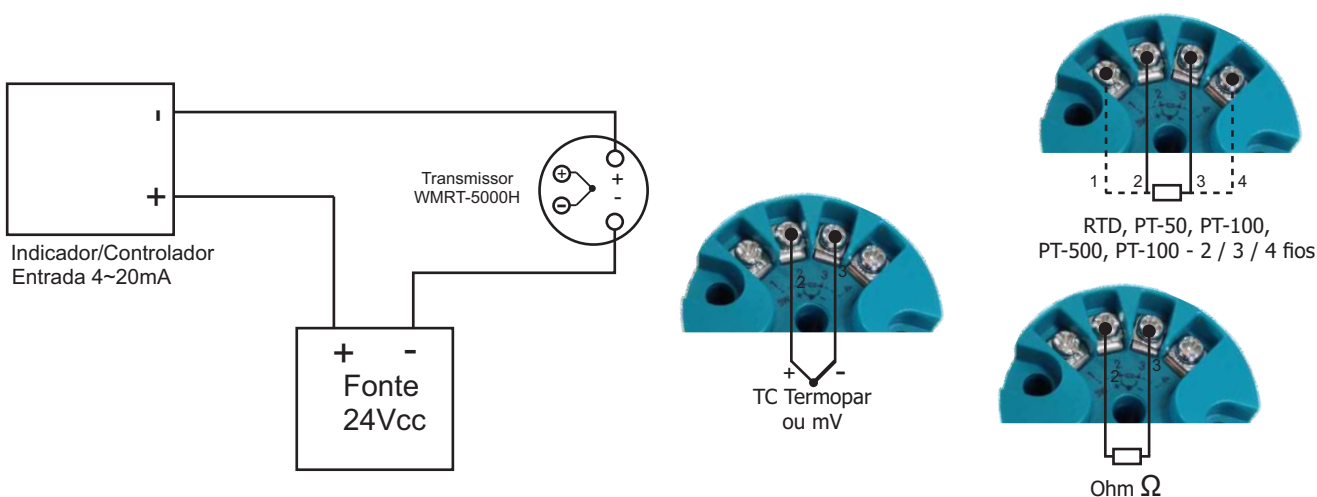 -
+
Indicador/Controlador
Entrada 4~20mA
Transmissor
WMRT-5000H
+
-
+
-
+ -
Fonte
24Vcc
2 3
+ -
TC Termopar
ou mV
1 2 3 4
RTD, PT-50, PT-100,
PT-500, PT-100 - 2 / 3 / 4 fios
2 3
Ohm Ω